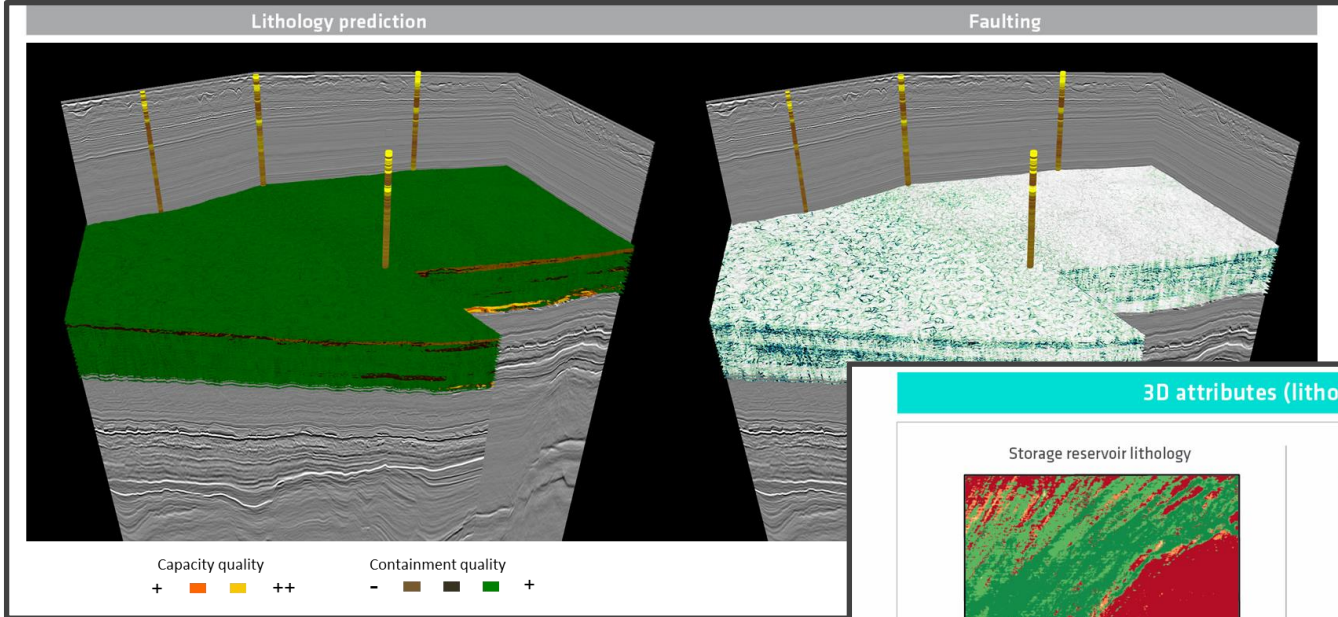 Lithology prediction
Faulting
Capacity quality
+ ++
Containment quality
- +
3D attributes (litho
Storage reservoir lithology